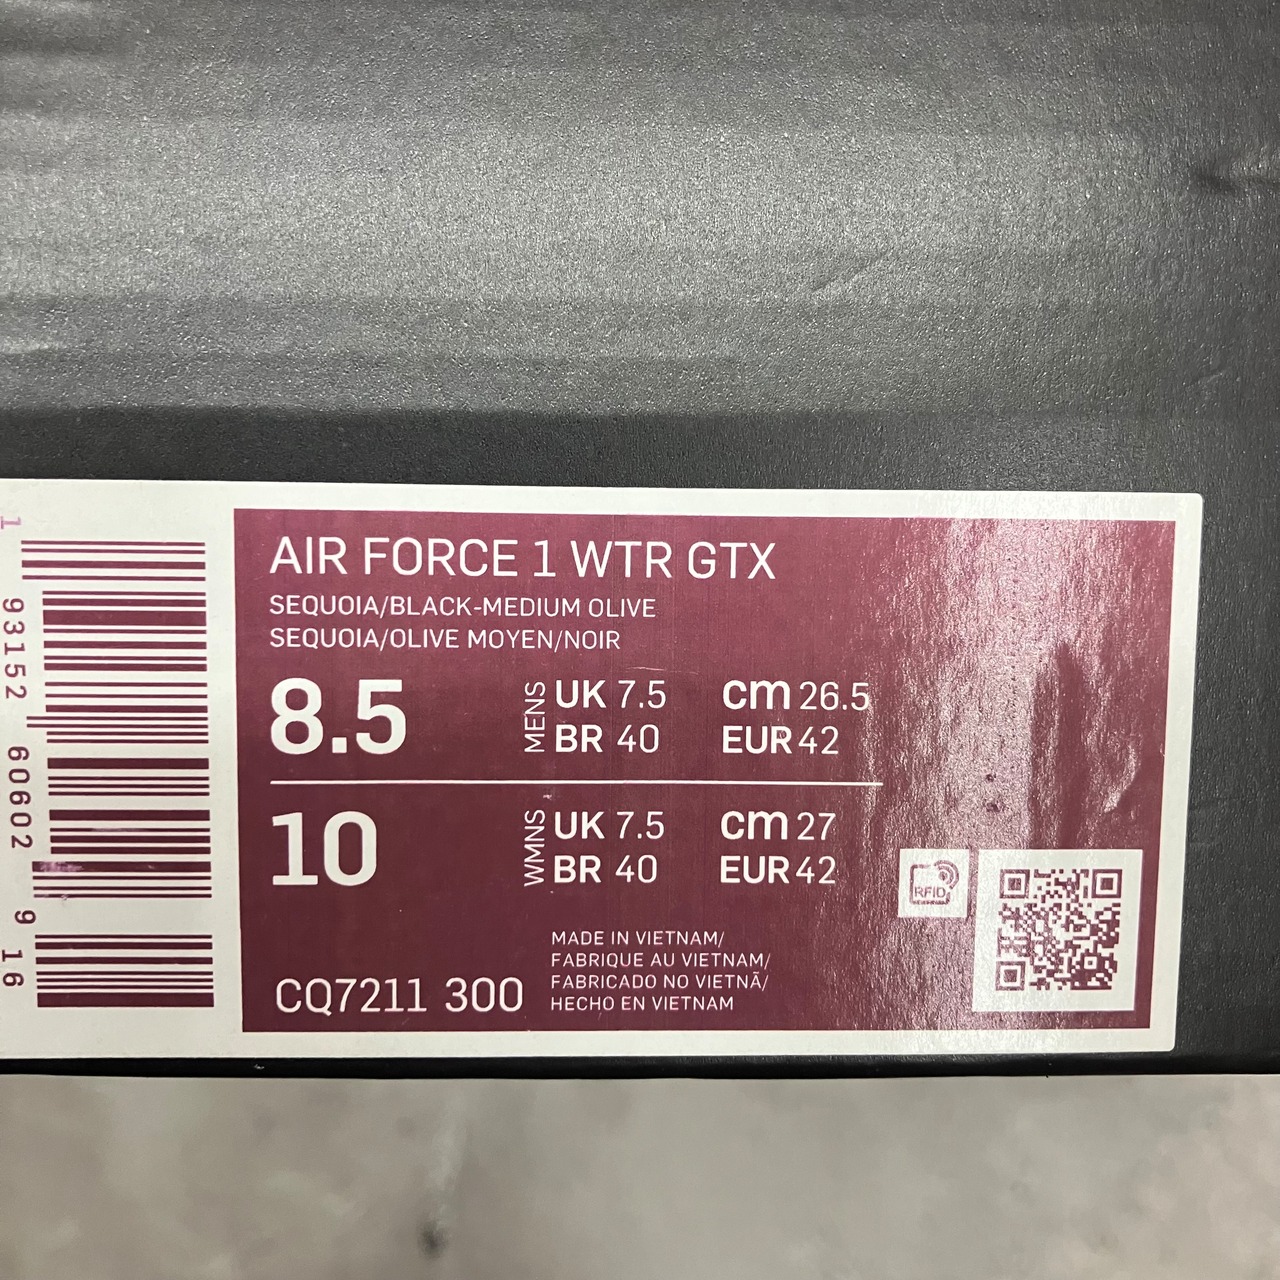 AIR FORCE 1 WTR GTX
SEQUOIA/BLACK-MEDIUM OLIVE
SEQUOIA/OLIVE MOYEN/NOIR
8.5 MENS UK 7.5 cm 26.5
BR 40 EUR 42
10 WMNS UK 7.5 cm 27
BR 40 EUR 42
MADE IN VIETNAM/
FABRIQUE AU VIETNAM/
FABRICADO NO VIETNÃ/
HECHO EN VIETNAM
CQ7211 300
RFID
1 93152 60602 9 16